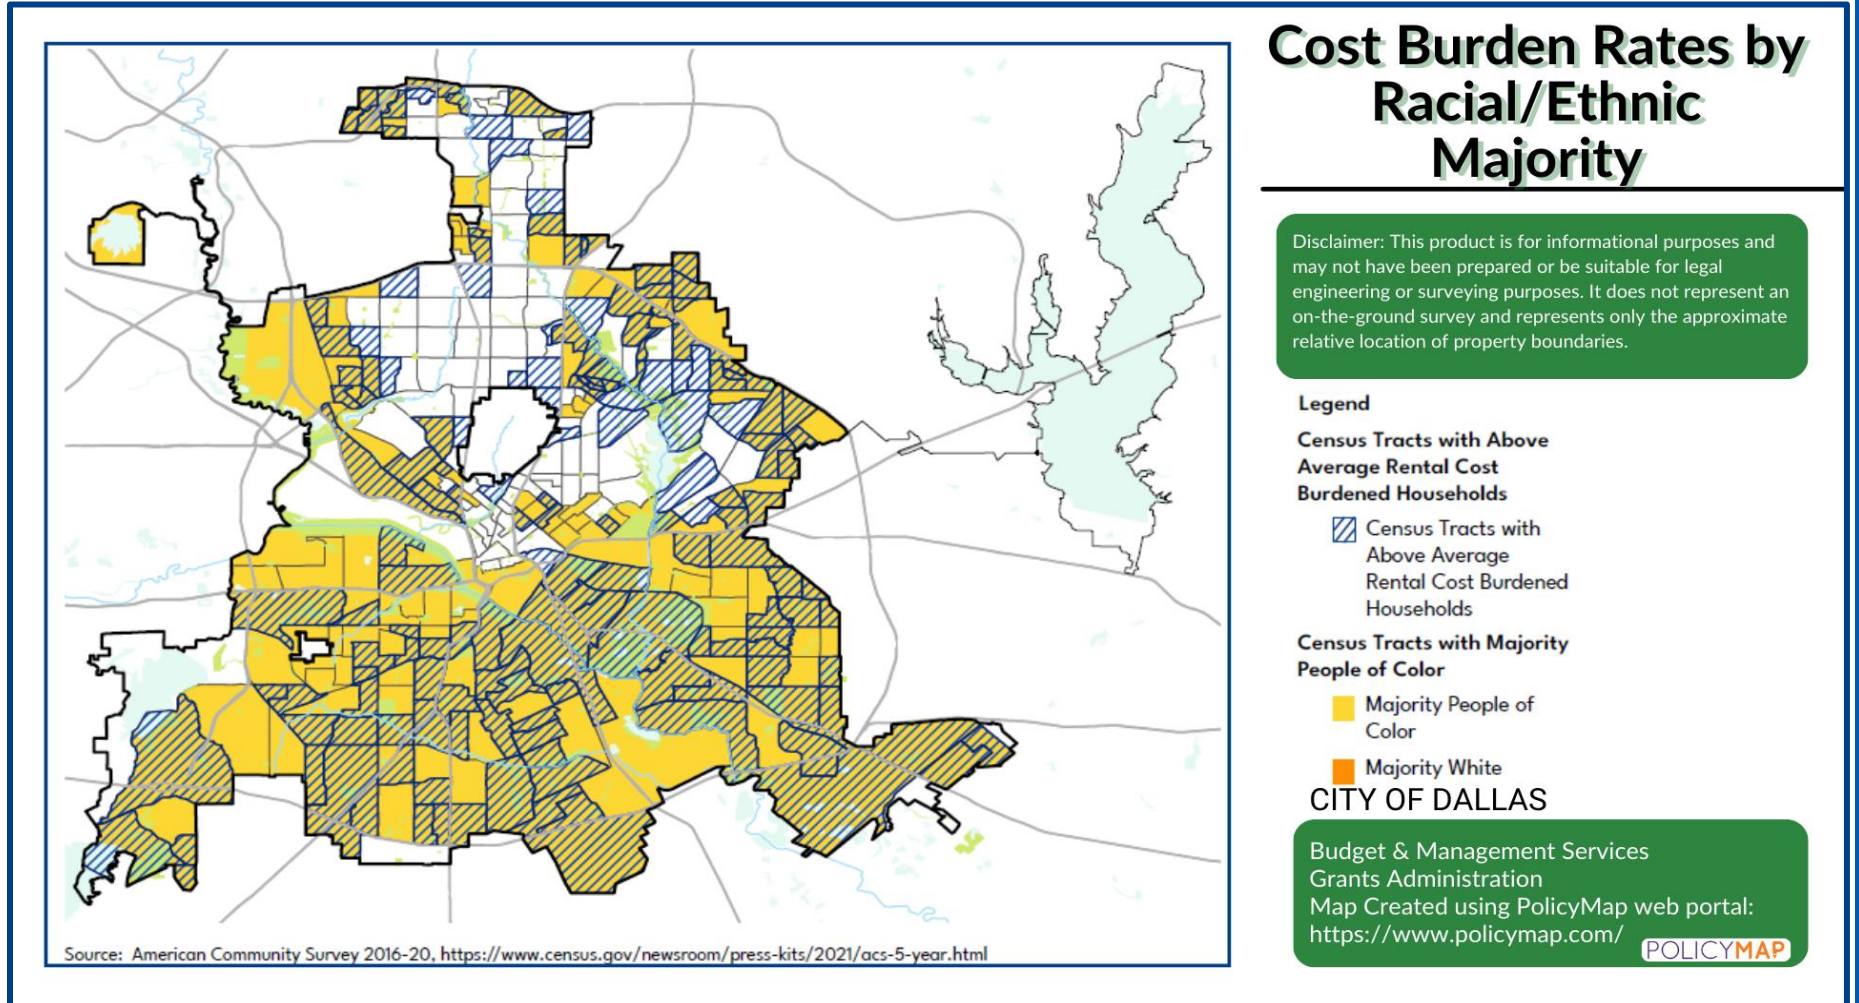 Cost Burden Rates by
Racial/Ethnic
Majority
Disclaimer: This product is for informational purposes and
may not have been prepared or be suitable for legal
engineering or surveying purposes. It does not represent an
on-the-ground survey and represents only the approximate
relative location of property boundaries.
Legend
Census Tracts with Above
Average Rental Cost
Burdened Households
Census Tracts with
Above Average
Rental Cost Burdened
Households
Census Tracts with Majority
People of Color
Majority People of
Color
Majority White
CITY OF DALLAS
Budget & Management Services
Grants Administration
Map Created using PolicyMap web portal:
https://www.policymap.com/
POLICYMAP
Source: American Community Survey 2016-20, https://www.census.gov/newsroom/press-kits/2021/acs-5-year.html